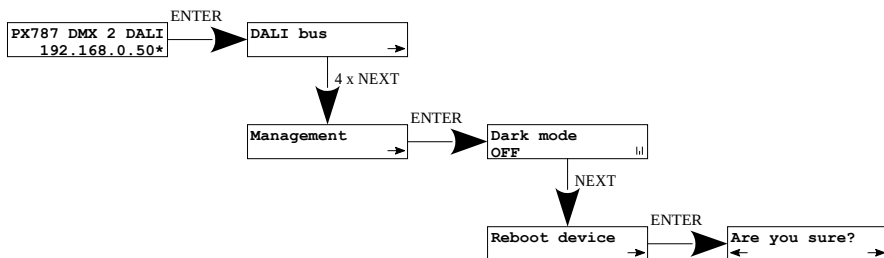 ENTER
PX787 DMX 2 DALI
192.168.0.50*
DALI bus
4 x NEXT
ENTER
Management
Dark mode
OFF
NEXT
ENTER
Reboot device
Are you sure?